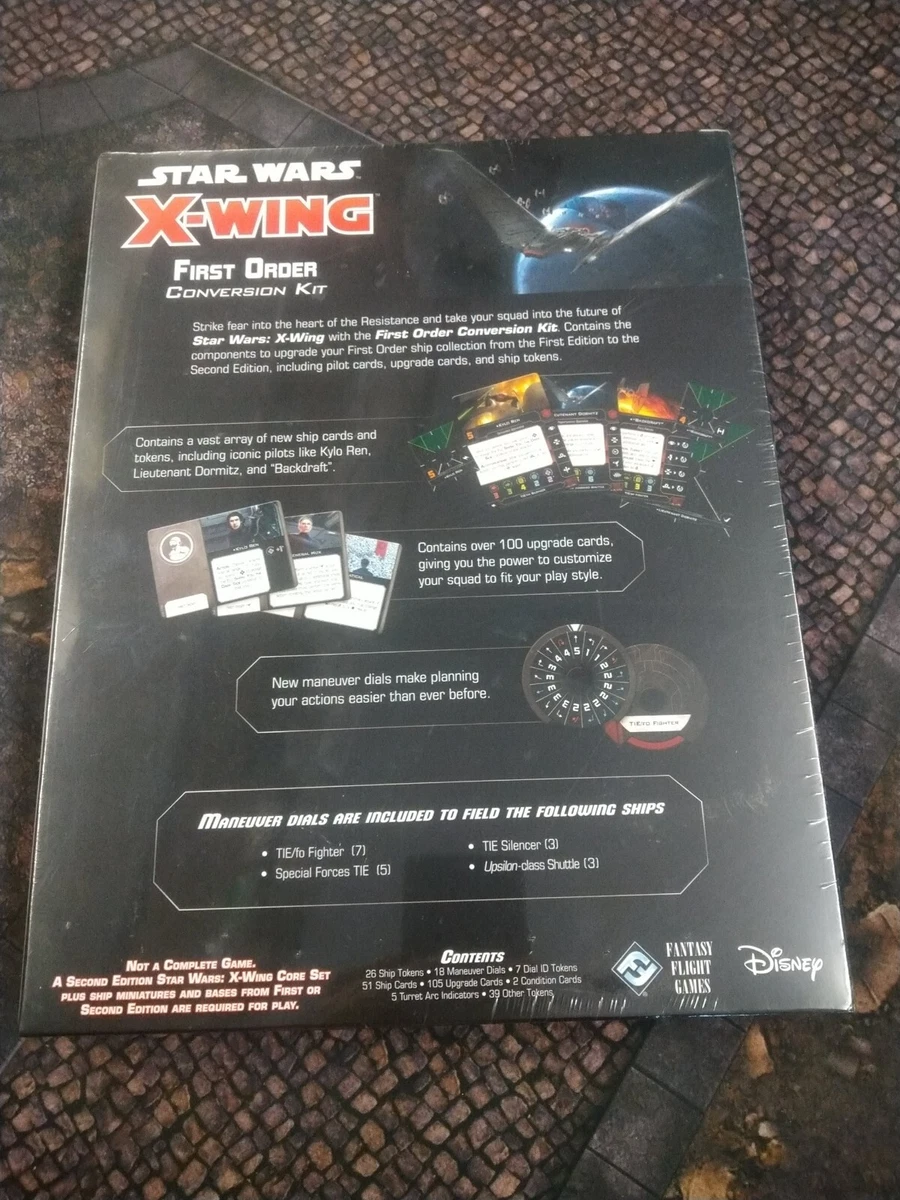 STAR WARS
X-WING
FIRST ORDER
CONVERSION KIT
Strike fear into the heart of the Resistance and take your squad into the future of
Star Wars: X-Wing with the First Order Conversion Kit. Contains the
components to upgrade your First Order ship collection from the First Edition to the
Second Edition, including pilot cards, upgrade cards, and ship tokens.
Contains a vast array of new ship cards and
tokens, including iconic pilots like Kylo Ren,
Lieutenant Dormitz, and “Backdraft”.
KYLO REN
LIEUTENANT DORMITZ
“BACKDRAFT”
KYLO REN
Contains over 100 upgrade cards,
giving you the power to customize
your squad to fit your play style.
New maneuver dials make planning
your actions easier than ever before.
TIE/FO FIGHTER
MANEUVER DIALS ARE INCLUDED TO FIELD THE FOLLOWING SHIPS
• TIE/fo Fighter (7)
• Special Forces TIE (5)
• TIE Silencer (3)
• Upsilon-class Shuttle (3)
NOT A COMPLETE GAME.
A SECOND EDITION STAR WARS: X-WING CORE SET
PLUS SHIP MINIATURES AND BASES FROM FIRST OR
SECOND EDITION ARE REQUIRED FOR PLAY.
CONTENTS
26 Ship Tokens • 18 Maneuver Dials • 7 Dial ID Tokens
51 Ship Cards • 105 Upgrade Cards • 2 Condition Cards
5 Turret Arc Indicators • 39 Other Tokens
FANTASY
FLIGHT
GAMES
Disney